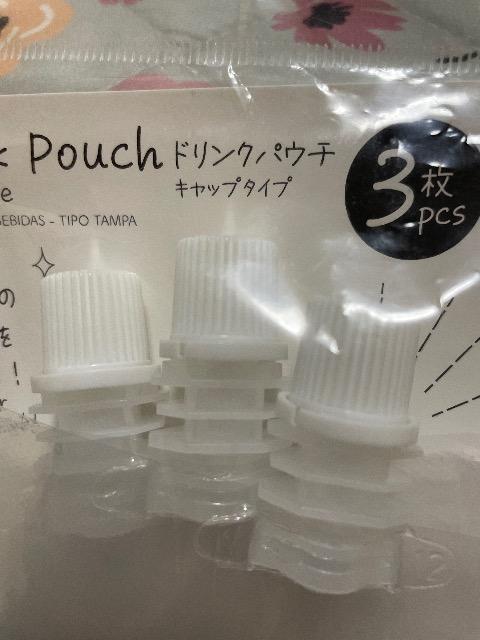 Pouch ドリンクパウチ
キャップタイプ
3枚
pcs
BEBIDAS - TIPO TAMPA
の
を
!